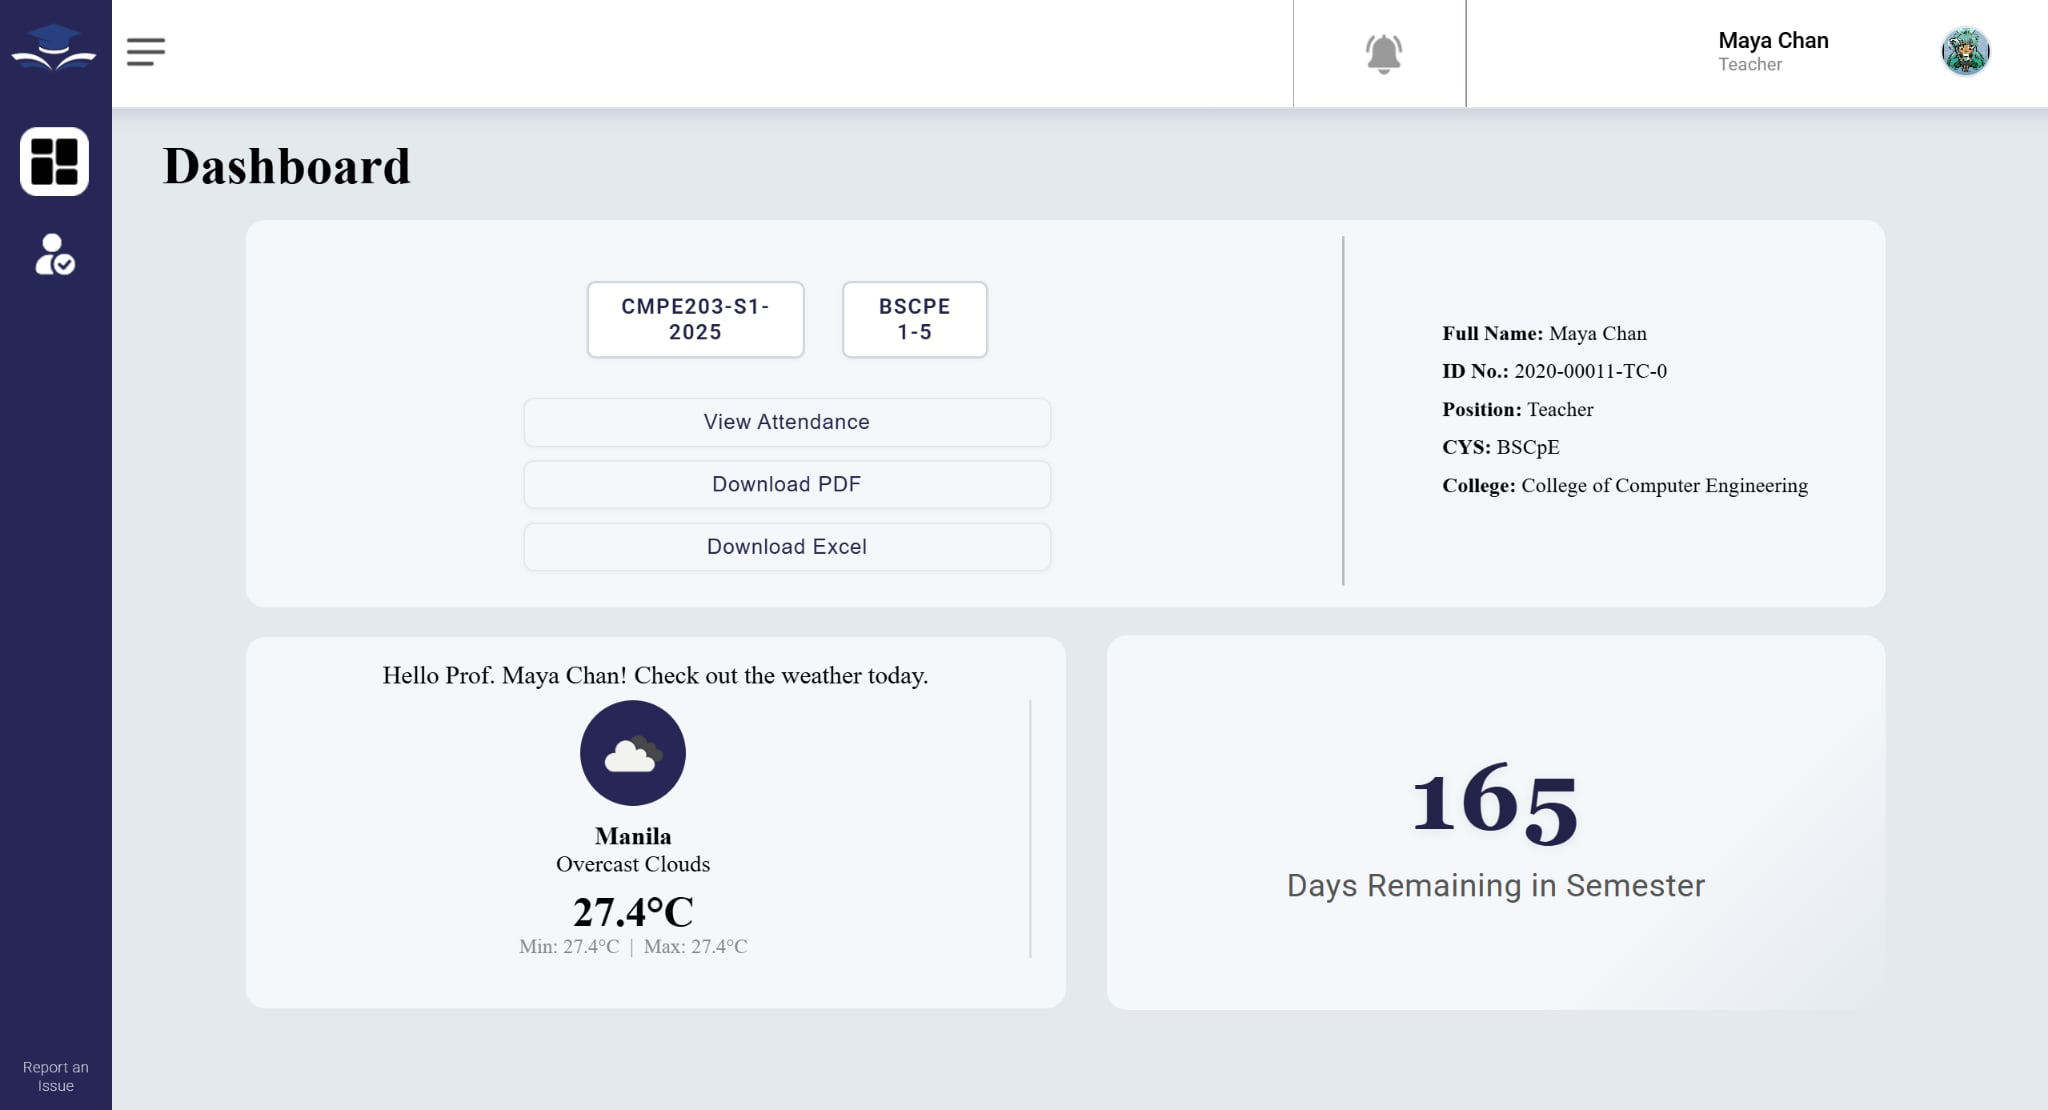 Maya Chan
Teacher
Dashboard
CMPE203-S1-
2025
BSCPE
1-5
View Attendance
Download PDF
Download Excel
Full Name: Maya Chan
ID No.: 2020-00011-TC-0
Position: Teacher
CYS: BSCpE
College: College of Computer Engineering
Hello Prof. Maya Chan! Check out the weather today.
Manila
Overcast Clouds
27.4°C
Min: 27.4°C | Max: 27.4°C
165
Days Remaining in Semester
Report an
Issue